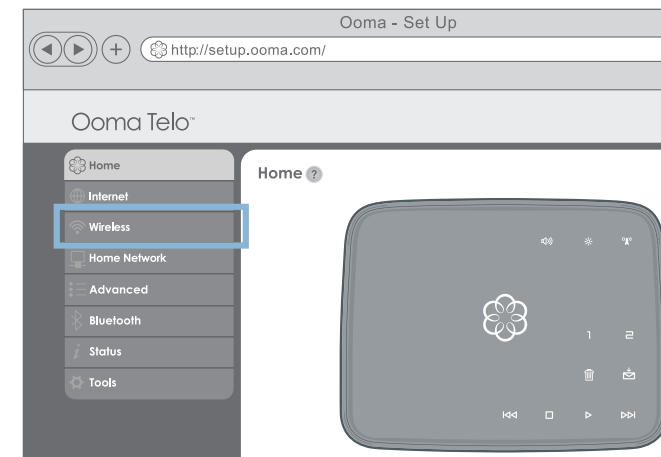 Ooma - Set Up
http://setup.ooma.com/
Ooma Telo™
Home
Internet
Wireless
Home Network
Advanced
Bluetooth
Status
Tools
Home ?
1 2